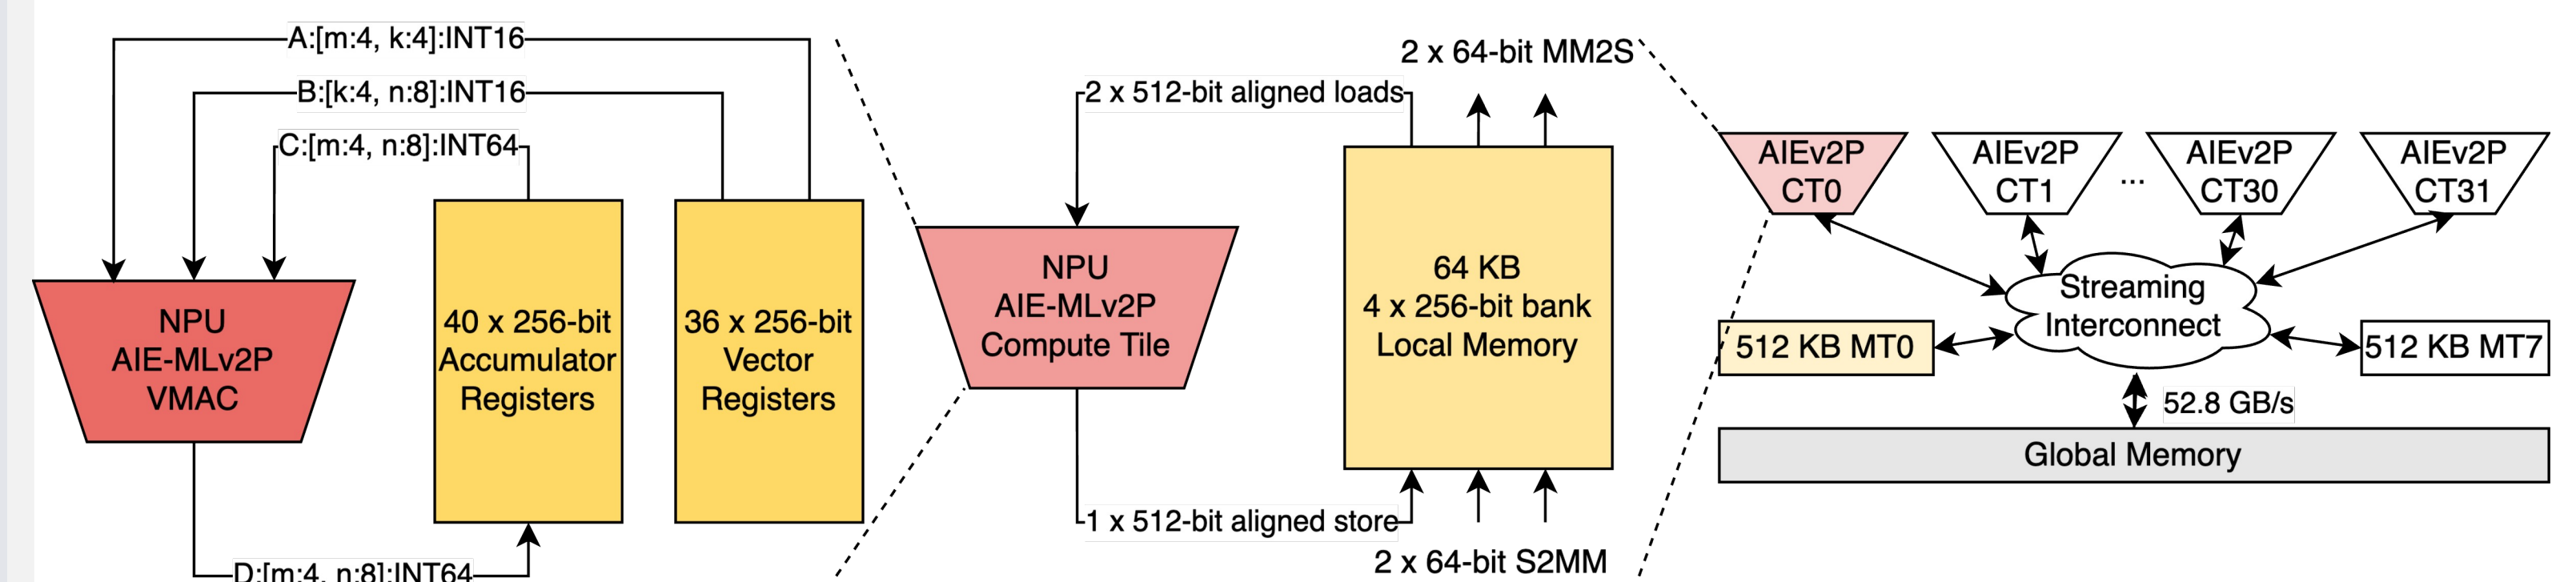 A:[m:4, k:4]:INT16
B:[k:4, n:8]:INT16
C:[m:4, n:8]:INT64
NPU
AIE-MLv2P
VMAC
40 x 256-bit
Accumulator
Registers
36 x 256-bit
Vector
Registers
D:[m:4, n:8]:INT64
2 x 64-bit MM2S
2 x 512-bit aligned loads
NPU
AIE-MLv2P
Compute Tile
64 KB
4 x 256-bit bank
Local Memory
1 x 512-bit aligned store
2 x 64-bit S2MM
AIEv2P
CT0
AIEv2P
CT1
...
AIEv2P
CT30
AIEv2P
CT31
Streaming
Interconnect
512 KB MT0
512 KB MT7
52.8 GB/s
Global Memory